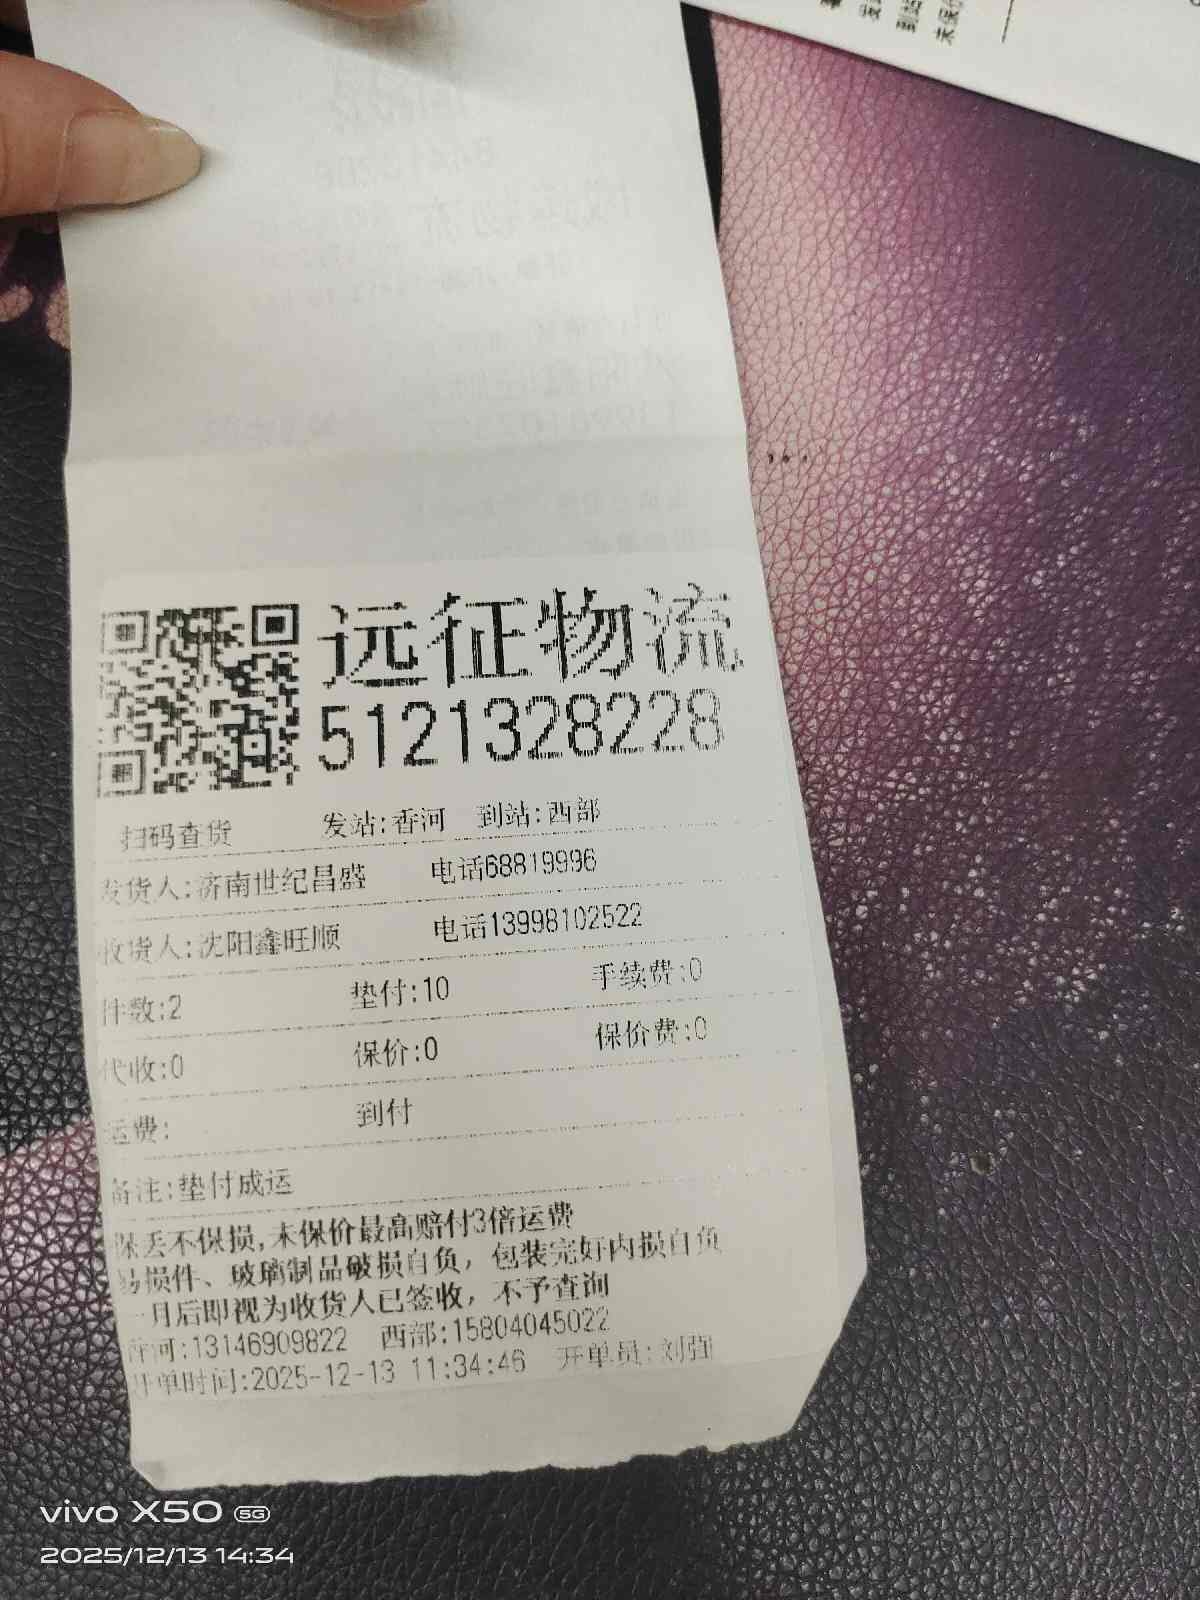 远征物流
5121328228
扫码查货
发站:香河 到站:西部
发货人:济南世纪昌盛 电话68819996
收货人:沈阳鑫旺顺 电话13998102522
件数:2 垫付:10 手续费:0
代收:0 保价:0 保价费:0
运费: 到付
备注:垫付成运
保丢不保损,未保价最高赔付3倍运费
易损件、玻璃制品破损自负,包装完好内损自负
一月后即视为收货人已签收,不予查询
香河:13146909822 西部:15804045022
开单时间:2025-12-13 11:34:46 开单员:刘强
vivo X50 5G
2025/12/13 14:34